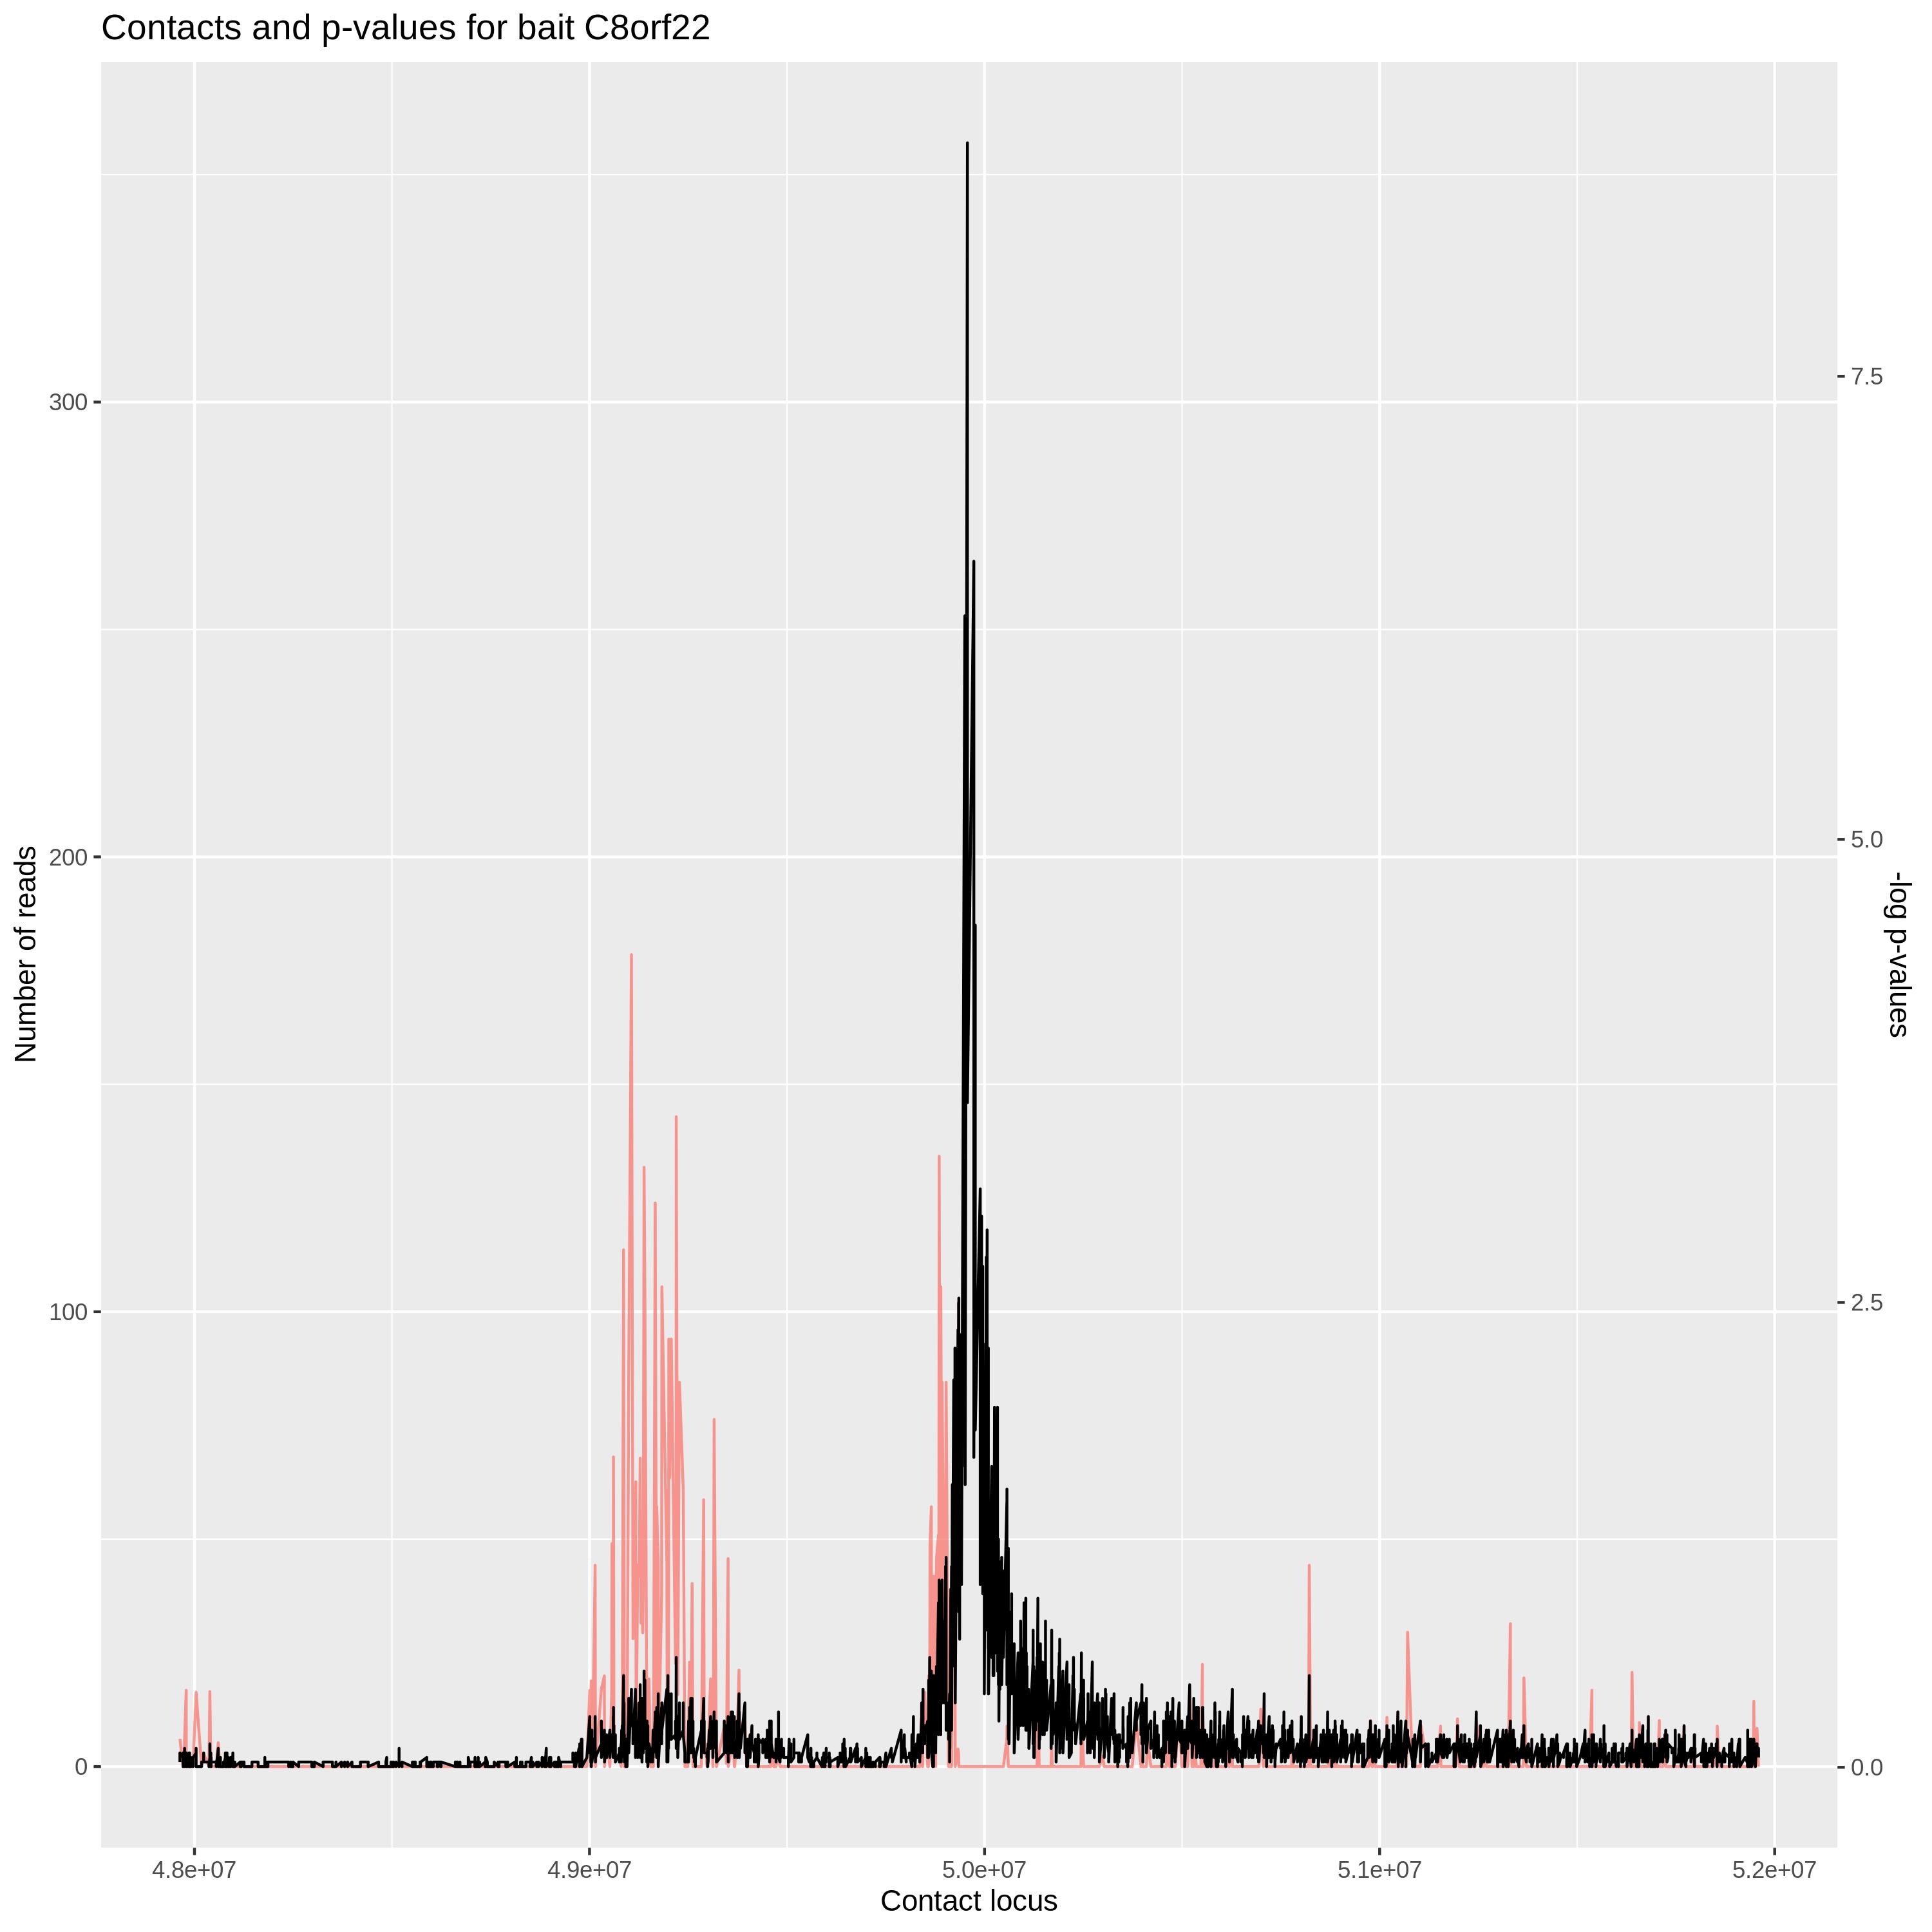 Contacts and p-values for bait C8orf22
Number of reads
300
200
100
0
7.5
5.0
2.5
0.0
-log p-values
4.8e+07 4.9e+07 5.0e+07 5.1e+07 5.2e+07
Contact locus